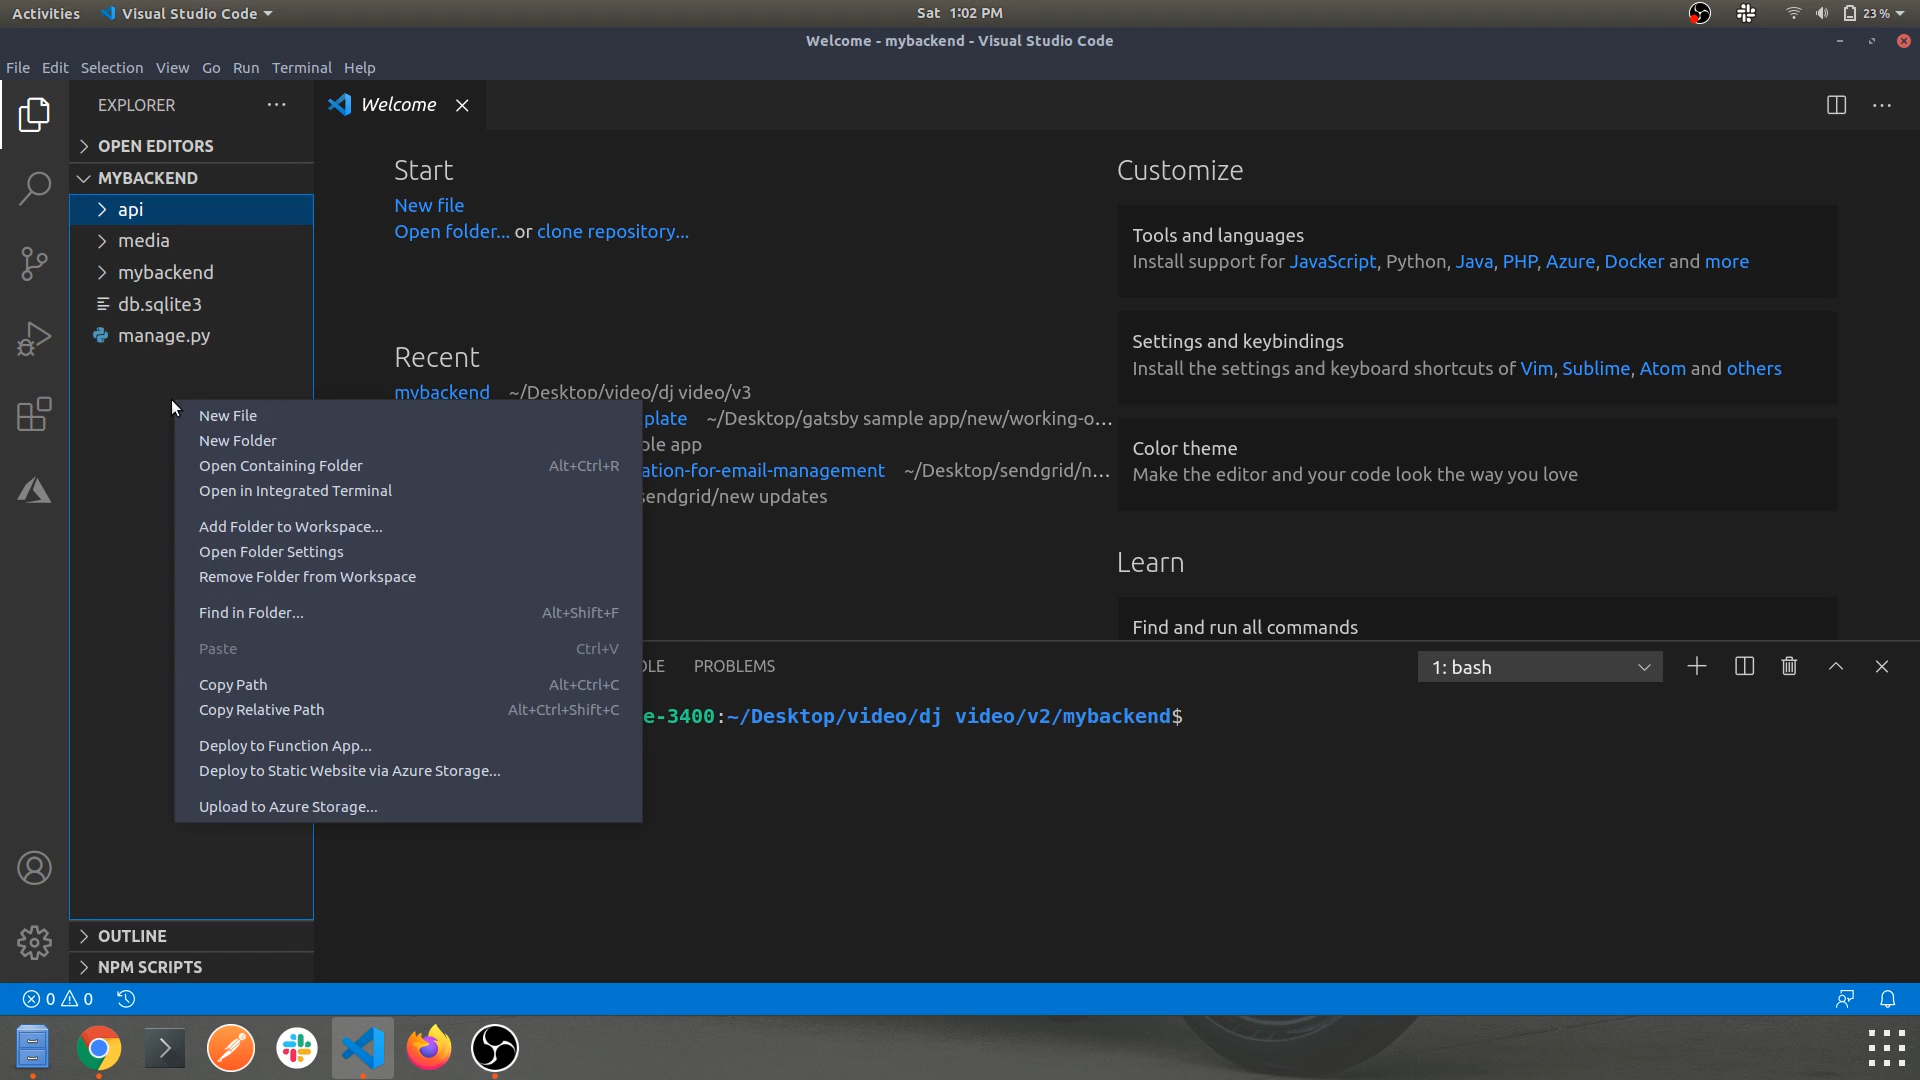 Activities
Visual Studio Code
Sat 1:02 PM
23 %
Welcome - mybackend - Visual Studio Code
File Edit Selection View Go Run Terminal Help
EXPLORER
OPEN EDITORS
MYBACKEND
api
media
mybackend
db.sqlite3
manage.py
OUTLINE
NPM SCRIPTS
Welcome
Start
New file
Open folder... or clone repository...
Recent
mybackend ~/Desktop/video/dj video/v3
plate ~/Desktop/gatsby sample app/new/working-o...
ble app
ation-for-email-management ~/Desktop/sendgrid/n...
sendgrid/new updates
Customize
Tools and languages
Install support for JavaScript, Python, Java, PHP, Azure, Docker and more
Settings and keybindings
Install the settings and keyboard shortcuts of Vim, Sublime, Atom and others
Color theme
Make the editor and your code look the way you love
Learn
Find and run all commands
New File
New Folder
Open Containing Folder Alt+Ctrl+R
Open in Integrated Terminal
Add Folder to Workspace...
Open Folder Settings
Remove Folder from Workspace
Find in Folder... Alt+Shift+F
Paste Ctrl+V
Copy Path Alt+Ctrl+C
Copy Relative Path Alt+Ctrl+Shift+C
Deploy to Function App...
Deploy to Static Website via Azure Storage...
Upload to Azure Storage...
OLE PROBLEMS
1: bash
e-3400:~/Desktop/video/dj video/v2/mybackend$
0 0